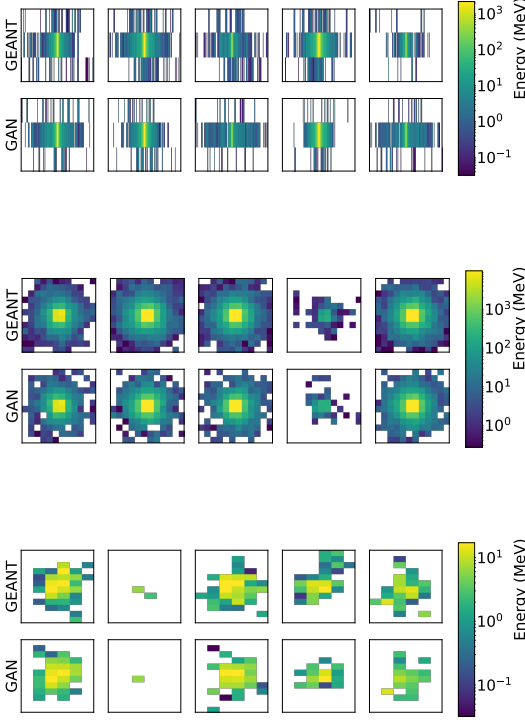 GEANT
GAN
10³
10²
10¹
10⁰
10⁻¹
Energy (MeV)
GEANT
GAN
10³
10²
10¹
10⁰
Energy (MeV)
GEANT
GAN
10¹
10⁰
10⁻¹
Energy (MeV)